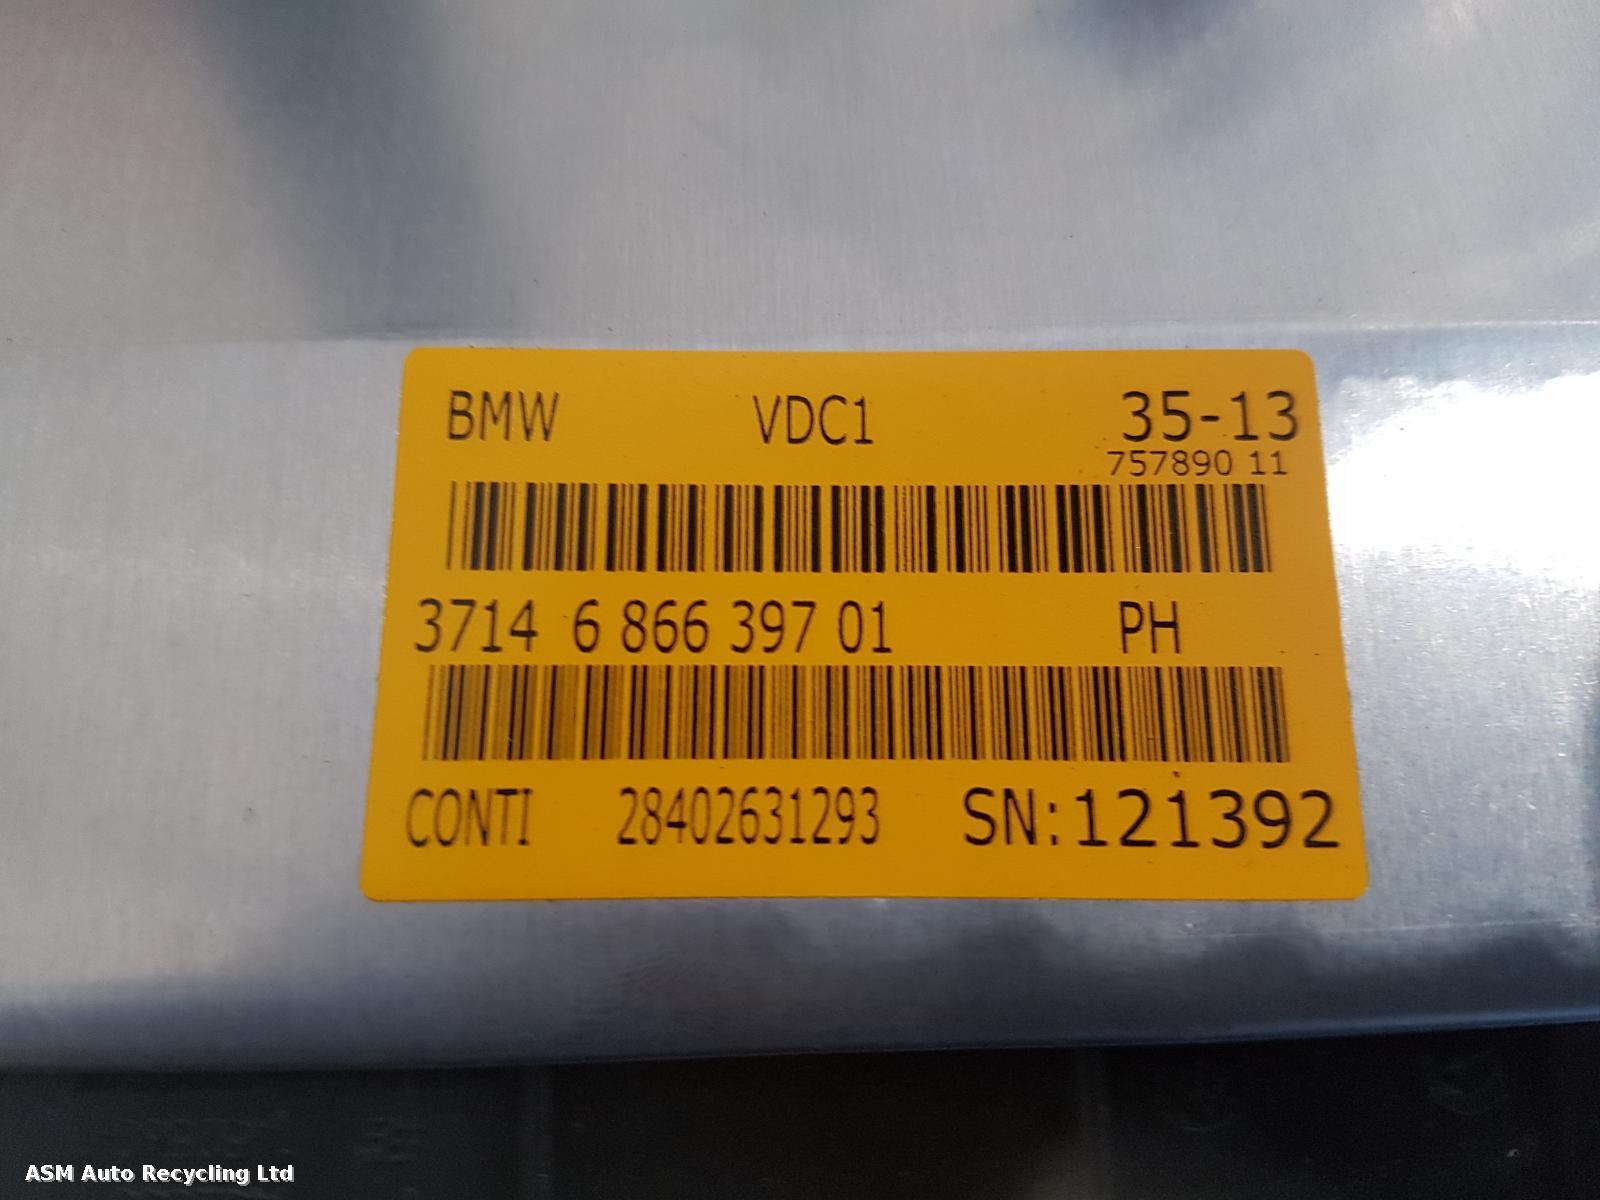 BMW VDC1 35-13
757890 11
3714 6 866 397 01 PH
CONTI 28402631293 SN:121392
ASM Auto Recycling Ltd